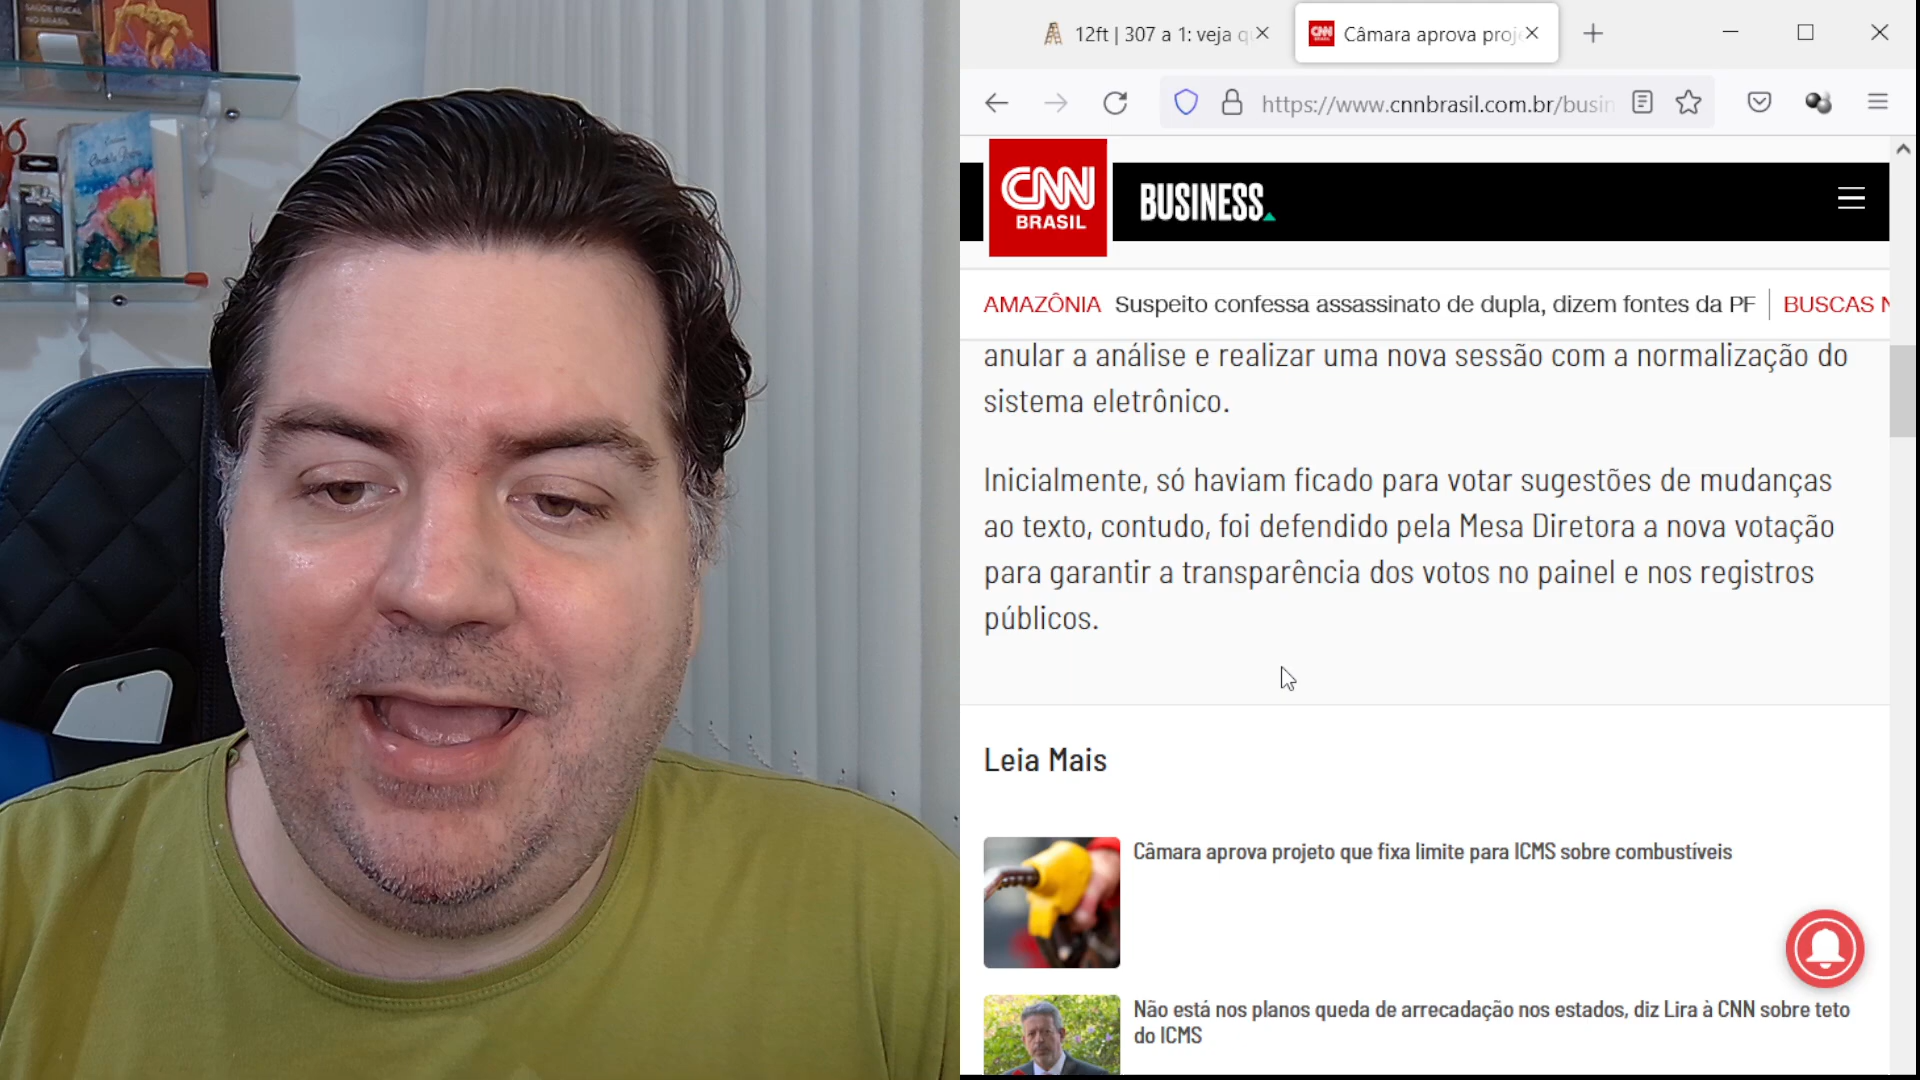 SAÚDE BUCAL
NO BRASIL
12ft | 307 a 1: veja q
Câmara aprova proj
https://www.cnnbrasil.com.br/busin
CNN
BRASIL
BUSINESS
AMAZÔNIA Suspeito confessa assassinato de dupla, dizem fontes da PF | BUSCAS N
anular a análise e realizar uma nova sessão com a normalização do
sistema eletrônico.
Inicialmente, só haviam ficado para votar sugestões de mudanças
ao texto, contudo, foi defendido pela Mesa Diretora a nova votação
para garantir a transparência dos votos no painel e nos registros
públicos.
Leia Mais
Câmara aprova projeto que fixa limite para ICMS sobre combustíveis
Não está nos planos queda de arrecadação nos estados, diz Lira à CNN sobre teto
do ICMS